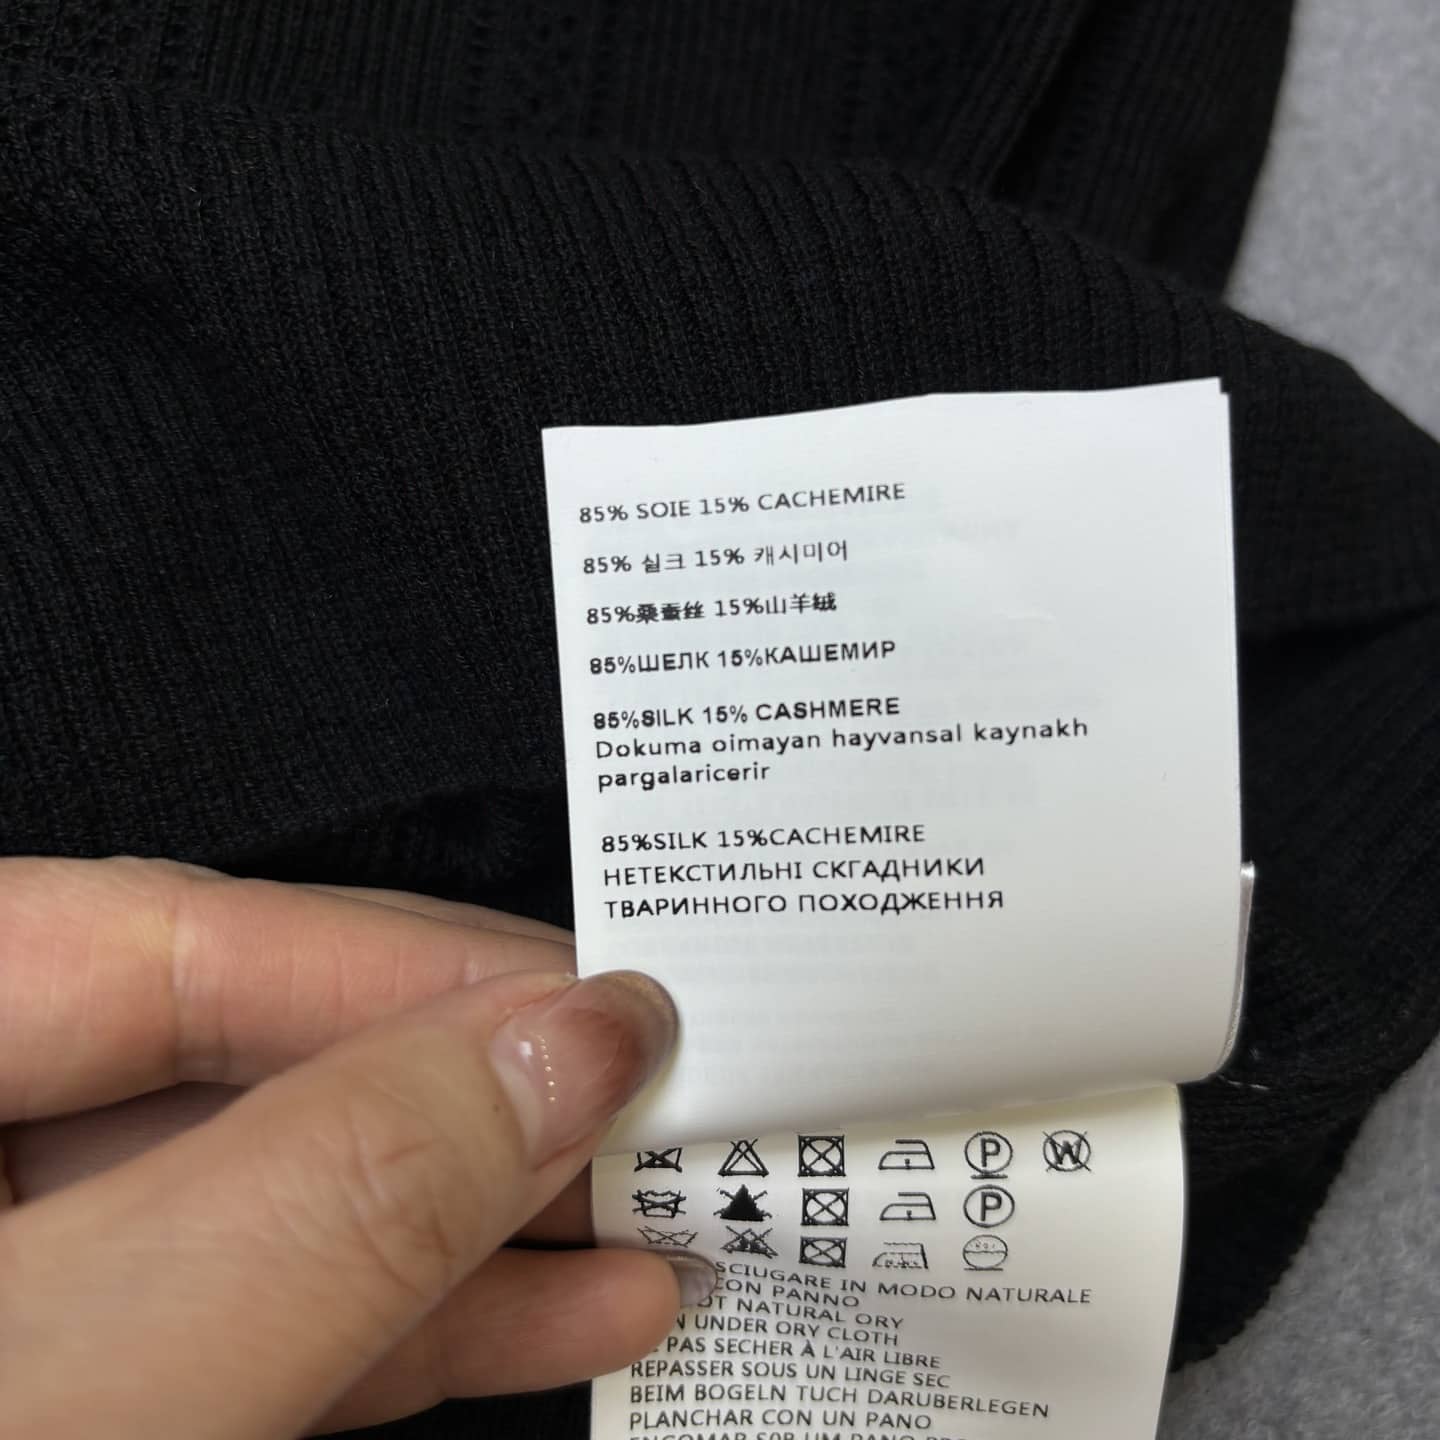 85% SOIE 15% CACHEMIRE
85% 실크 15% 캐시미어
85%桑蚕丝 15%山羊绒
85%ШЕЛК 15%КАШЕМИР
85%SILK 15% CASHMERE
Dokuma oimayan hayvansal kaynakh
pargalaricerir
85%SILK 15%CACHEMIRE
НЕТЕКСТИЛЬНІ СКГАДНИКИ
ТВАРИННОГО ПОХОДЖЕННЯ
P W
P
SCIUGARE IN MODO NATURALE
CON PANNO
OT NATURAL ORY
N UNDER ORY CLOTH
PAS SECHER À L'AIR LIBRE
REPASSER SOUS UN LINGE SEC
BEIM BOGELN TUCH DARUBERLEGEN
PLANCHAR CON UN PANO